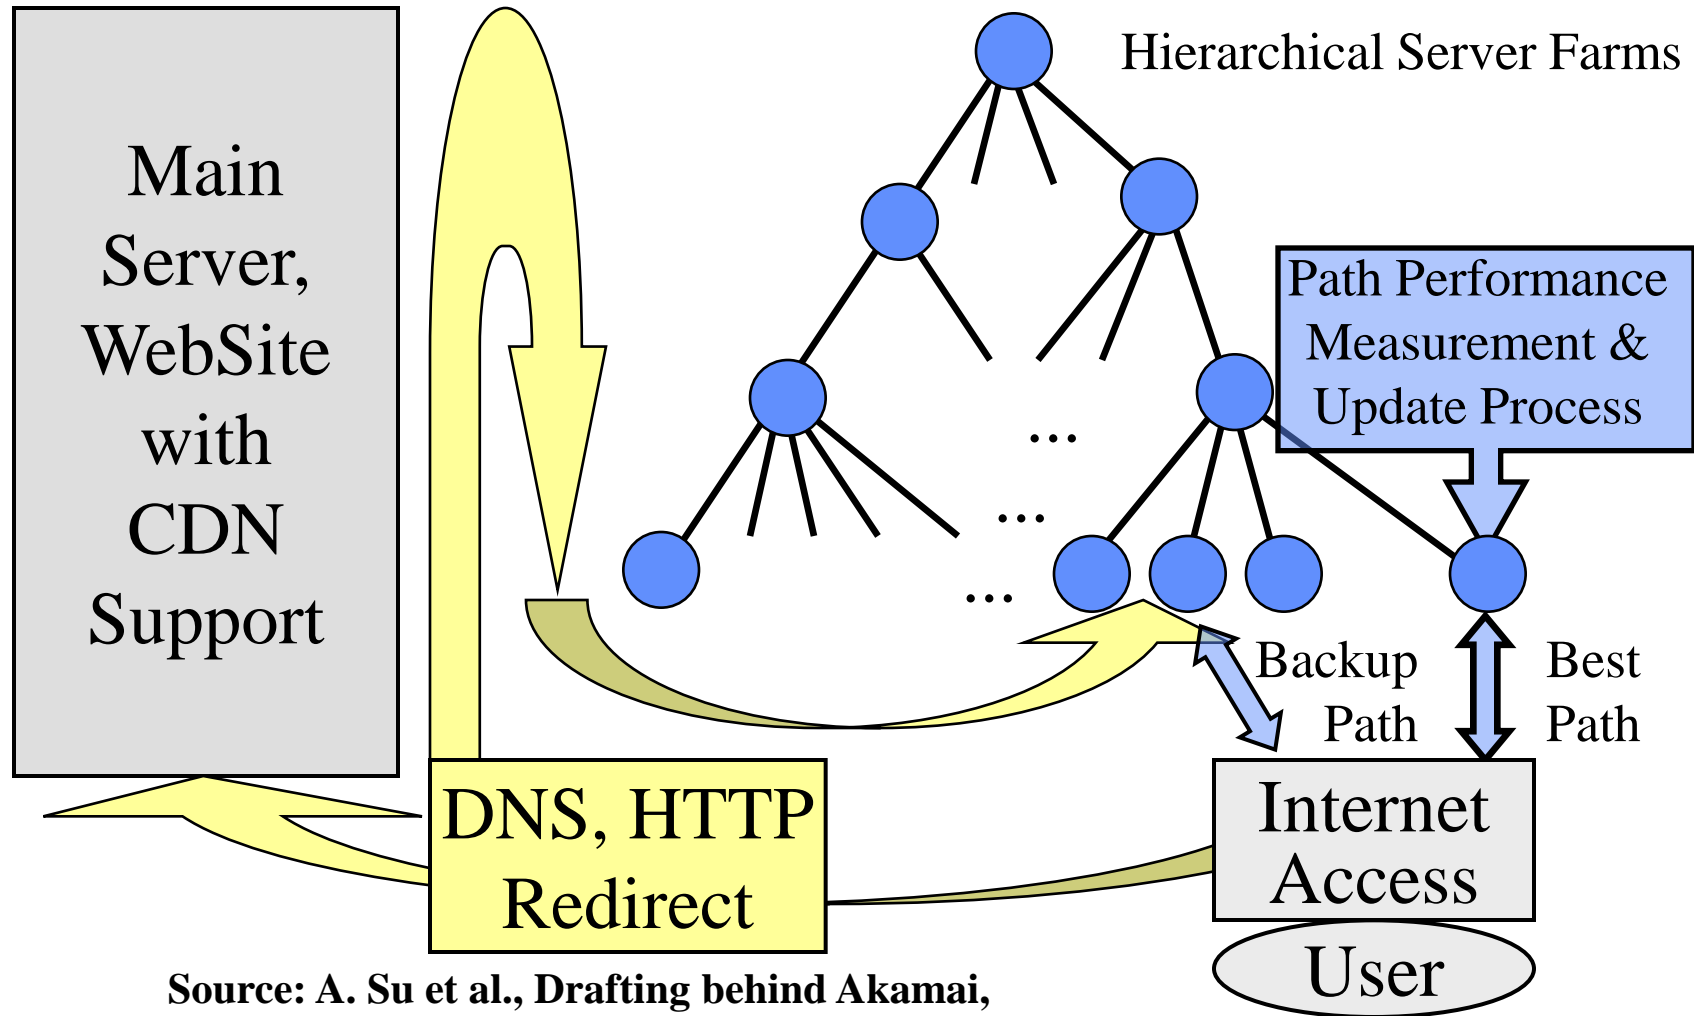 Hierarchical Server Farms
Main
Server,
WebSite
with
CDN
Support
Path Performance
Measurement &
Update Process
...
...
...
Backup
Path
Best
Path
DNS, HTTP
Redirect
Internet
Access
User
Source: A. Su et al., Drafting behind Akamai,